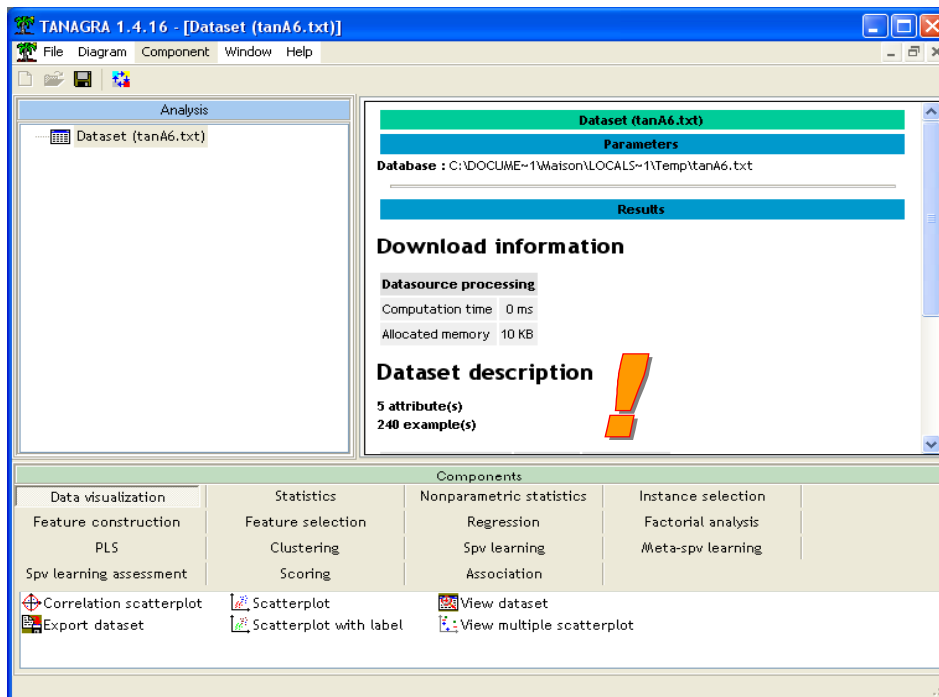 TANAGRA 1.4.16 - [Dataset (tanA6.txt)]
File Diagram Component Window Help
Analysis
Dataset (tanA6.txt)
Dataset (tanA6.txt)
Parameters
Database : C:\DOCUME~1\Maison\LOCALS~1\Temp\tanA6.txt
Results
Download information
Datasource processing
Computation time 0 ms
Allocated memory 10 KB
Dataset description
5 attribute(s)
240 example(s)
!
Components
Data visualization Statistics Nonparametric statistics Instance selection
Feature construction Feature selection Regression Factorial analysis
PLS Clustering Spv learning Meta-spv learning
Spv learning assessment Scoring Association
Correlation scatterplot Scatterplot View dataset
Export dataset Scatterplot with label View multiple scatterplot